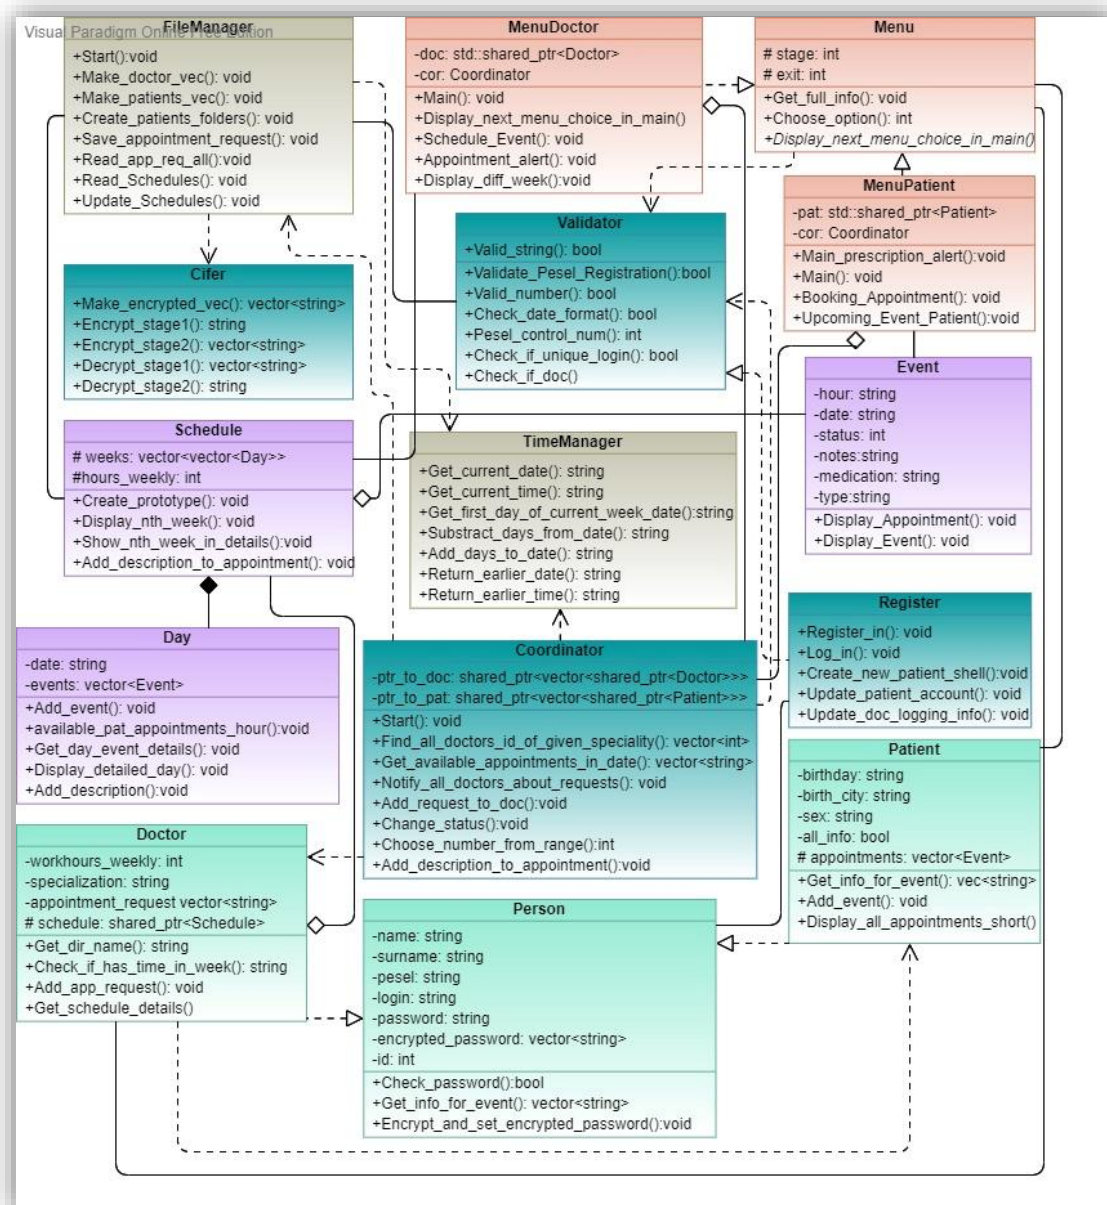 Visual Paradigm Online Free Edition
FileManager
+Start():void
+Make_doctor_vec(): void
+Make_patients_vec(): void
+Create_patients_folders(): void
+Save_appointment_request(): void
+Read_app_req_all():void
+Read_Schedules(): void
+Update_Schedules(): void
MenuDoctor
-doc: std::shared_ptr<Doctor>
-cor: Coordinator
+Main(): void
+Display_next_menu_choice_in_main()
+Schedule_Event(): void
+Appointment_alert(): void
+Display_diff_week():void
Menu
# stage: int
# exit: int
+Get_full_info(): void
+Choose_option(): int
+Display_next_menu_choice_in_main()
MenuPatient
-pat: std::shared_ptr<Patient>
-cor: Coordinator
+Main_prescription_alert():void
+Main(): void
+Booking_Appointment(): void
+Upcoming_Event_Patient():void
Validator
+Valid_string(): bool
+Validate_Pesel_Registration():bool
+Valid_number(): bool
+Check_date_format(): bool
+Pesel_control_num(): int
+Check_if_unique_login(): bool
+Check_if_doc()
Cifer
+Make_encrypted_vec(): vector<string>
+Encrypt_stage1(): string
+Encrypt_stage2(): vector<string>
+Decrypt_stage1(): vector<string>
+Decrypt_stage2(): string
Event
-hour: string
-date: string
-status: int
-notes:string
-medication: string
-type:string
+Display_Appointment(): void
+Display_Event(): void
Schedule
# weeks: vector<vector<Day>>
#hours_weekly: int
+Create_prototype(): void
+Display_nth_week(): void
+Show_nth_week_in_details():void
+Add_description_to_appointment(): void
TimeManager
+Get_current_date(): string
+Get_current_time(): string
+Get_first_day_of_current_week_date():string
+Substract_days_from_date(): string
+Add_days_to_date(): string
+Return_earlier_date(): string
+Return_earlier_time(): string
Register
+Register_in(): void
+Log_in(): void
+Create_new_patient_shell():void
+Update_patient_account(): void
+Update_doc_logging_info(): void
Day
-date: string
-events: vector<Event>
+Add_event(): void
+available_pat_appointments_hour():void
+Get_day_event_details(): void
+Display_detailed_day(): void
+Add_description():void
Coordinator
-ptr_to_doc: shared_ptr<vector<shared_ptr<Doctor>>>
-ptr_to_pat: shared_ptr<vector<shared_ptr<Patient>>>
+Start(): void
+Find_all_doctors_id_of_given_speciality(): vector<int>
+Get_available_appointments_in_date(): vector<string>
+Notify_all_doctors_about_requests(): void
+Add_request_to_doc():void
+Change_status():void
+Choose_number_from_range():int
+Add_description_to_appointment():void
Patient
-birthday: string
-birth_city: string
-sex: string
-all_info: bool
# appointments: vector<Event>
+Get_info_for_event(): vec<string>
+Add_event(): void
+Display_all_appointments_short()
Doctor
-workhours_weekly: int
-specialization: string
-appointment_request vector<string>
# schedule: shared_ptr<Schedule>
+Get_dir_name(): string
+Check_if_has_time_in_week(): string
+Add_app_request(): void
+Get_schedule_details()
Person
-name: string
-surname: string
-pesel: string
-login: string
-password: string
-encrypted_password: vector<string>
-id: int
+Check_password():bool
+Get_info_for_event(): vector<string>
+Encrypt_and_set_encrypted_password():void